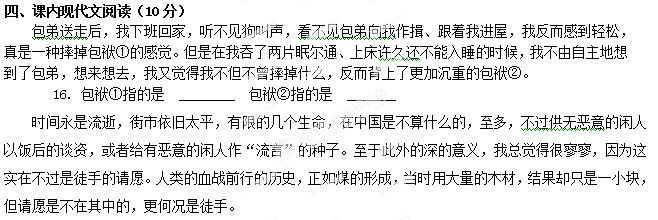 四、课内现代文阅读（10 分）
包弟送走后，我下班回家，听不见狗叫声，看不见包弟向我作揖、跟着我进屋，我反而感到轻松，
真是一种摔掉包袱①的感觉。但是在我吞了两片眠尔通、上床许久还不能入睡的时候，我不由自主地想
到了包弟，想来想去，我又觉得我不但不曾摔掉什么，反而背上了更加沉重的包袱②。
16. 包袱①指的是 ________ 包袱②指的是 _______
时间永是流逝，街市依旧太平，有限的几个生命，在中国是不算什么的，至多，不过供无恶意的闲人
以饭后的谈资，或者给有恶意的闲人作“流言”的种子。至于此外的深的意义，我总觉得很寥寥，因为这
实在不过是徒手的请愿。人类的血战前行的历史，正如煤的形成，当时用大量的木材，结果却只是一小块，
但请愿是不在其中的，更何况是徒手。